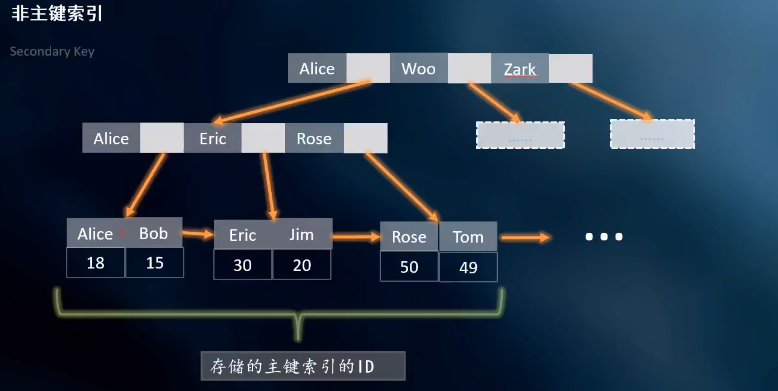 非主键索引
Secondary Key
Alice Woo Zark
Alice Eric Rose
...... ......
Alice Bob Eric Jim Rose Tom ...
18 15 30 20 50 49
存储的主键索引的ID